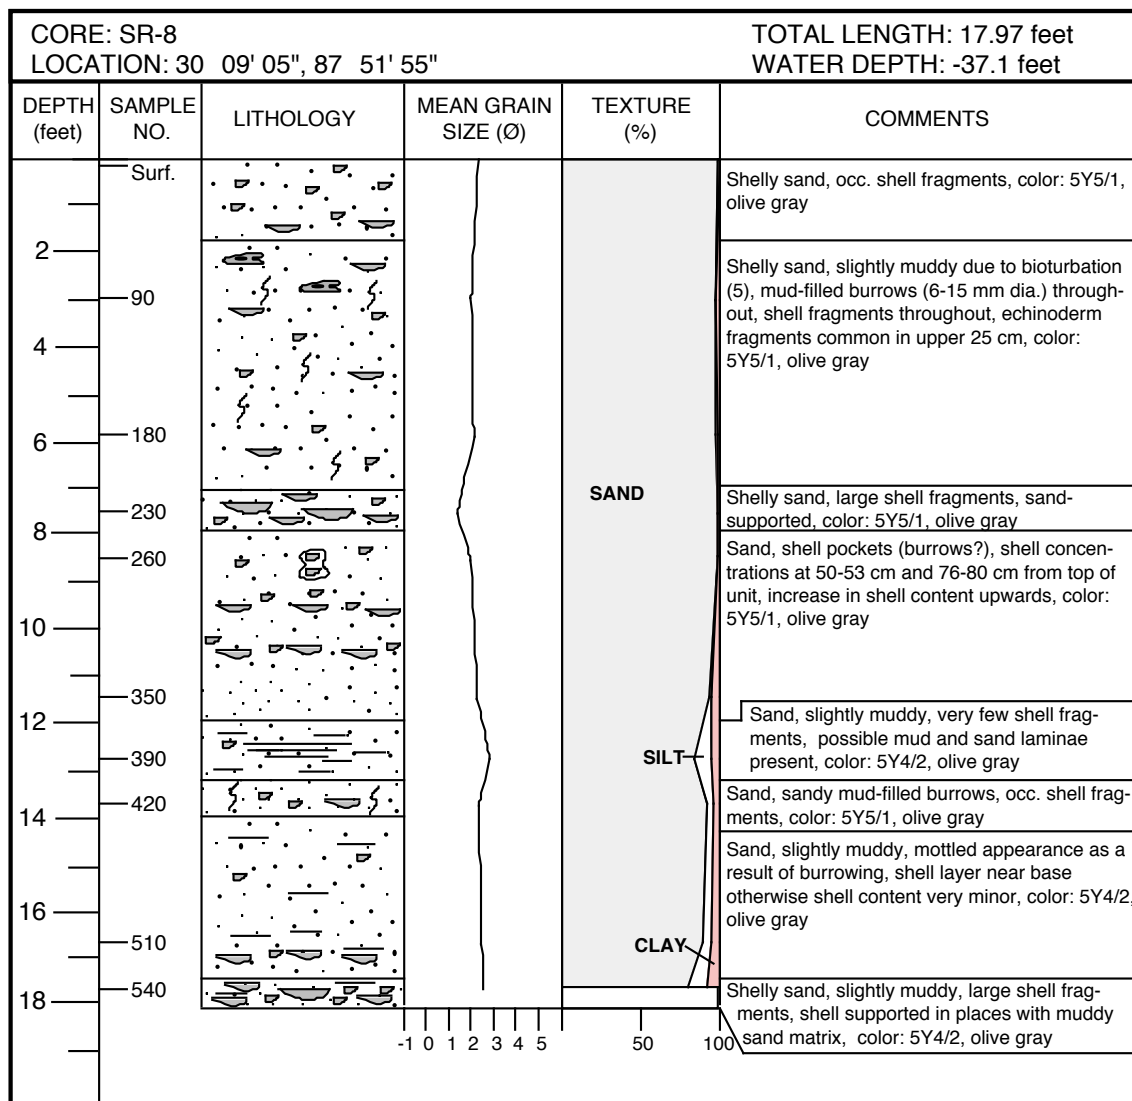 CORE: SR-8
TOTAL LENGTH: 17.97 feet
LOCATION: 30 09' 05", 87 51' 55"
WATER DEPTH: -37.1 feet
DEPTH
(feet)
SAMPLE
NO.
LITHOLOGY
MEAN GRAIN
SIZE (Ø)
TEXTURE
(%)
COMMENTS
Surf.
2
90
4
180
6
230
8
260
10
350
12
390
420
14
16
510
540
18
-1 0 1 2 3 4 5
SAND
SILT
CLAY
50
100
Shelly sand, occ. shell fragments, color: 5Y5/1,
olive gray
Shelly sand, slightly muddy due to bioturbation
(5), mud-filled burrows (6-15 mm dia.) through-
out, shell fragments throughout, echinoderm
fragments common in upper 25 cm, color:
5Y5/1, olive gray
Shelly sand, large shell fragments, sand-
supported, color: 5Y5/1, olive gray
Sand, shell pockets (burrows?), shell concen-
trations at 50-53 cm and 76-80 cm from top of
unit, increase in shell content upwards, color:
5Y5/1, olive gray
Sand, slightly muddy, very few shell frag-
ments, possible mud and sand laminae
present, color: 5Y4/2, olive gray
Sand, sandy mud-filled burrows, occ. shell frag-
ments, color: 5Y5/1, olive gray
Sand, slightly muddy, mottled appearance as a
result of burrowing, shell layer near base
otherwise shell content very minor, color: 5Y4/2,
olive gray
Shelly sand, slightly muddy, large shell frag-
ments, shell supported in places with muddy
sand matrix, color: 5Y4/2, olive gray